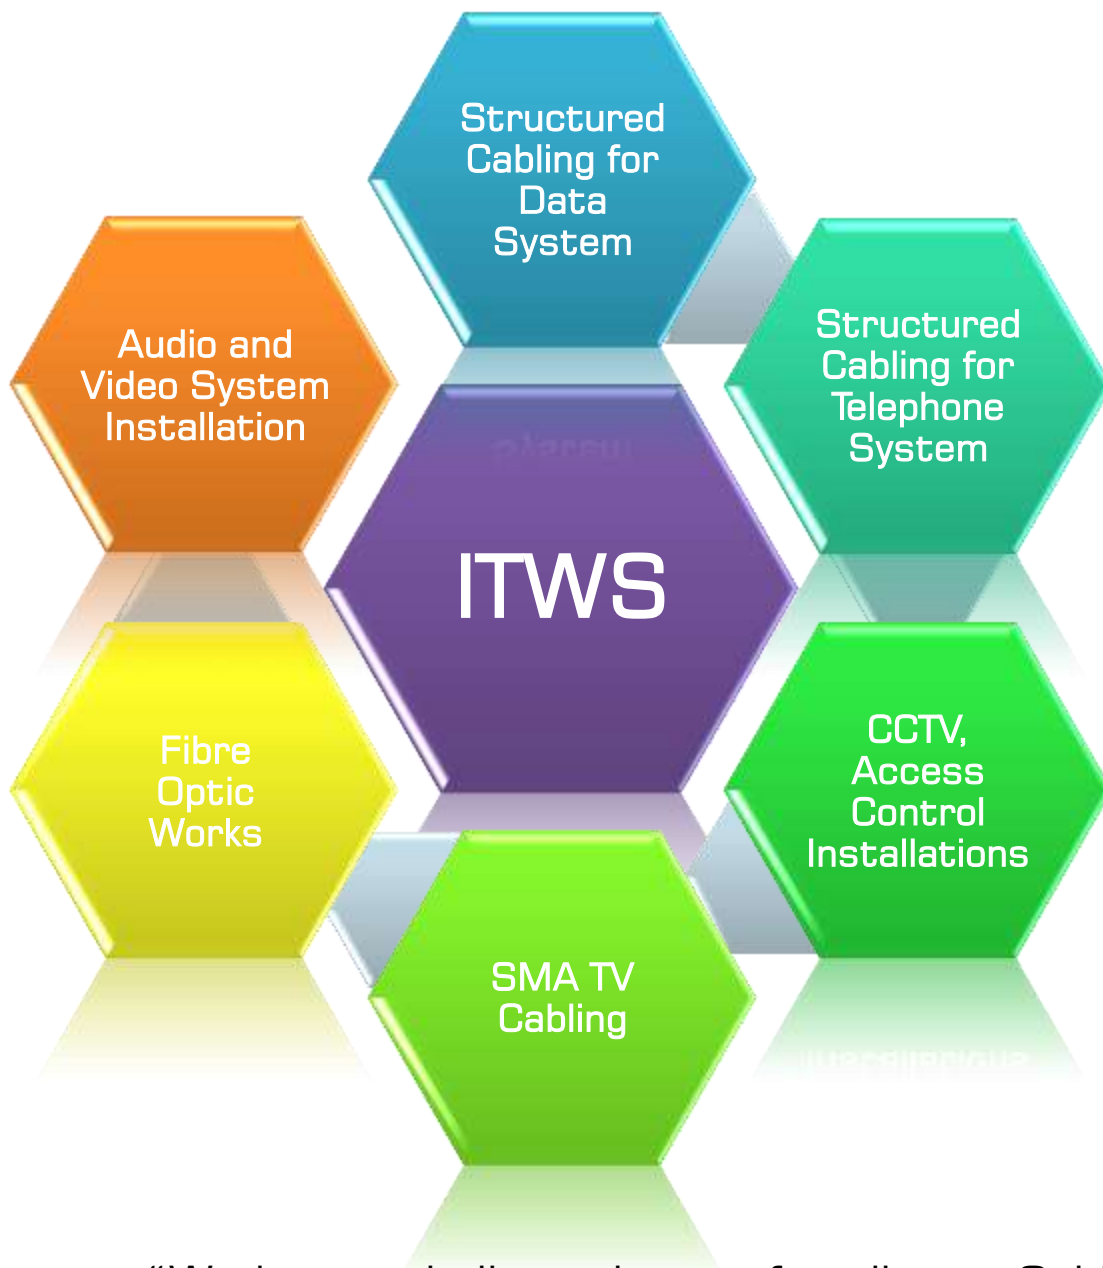 Structured
Cabling for
Data
System
Structured
Cabling for
Telephone
System
CCTV,
Access
Control
Installations
SMA TV
Cabling
Fibre
Optic
Works
Audio and
Video System
Installation
ITWS